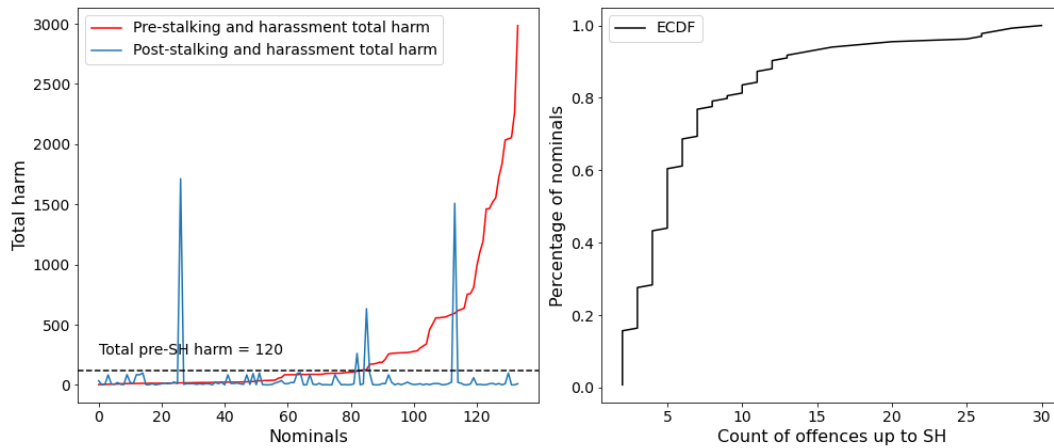 Pre-stalking and harassment total harm
Post-stalking and harassment total harm
Total harm
3000
2500
2000
1500
1000
500
0
Total pre-SH harm = 120
0 20 40 60 80 100 120
Nominals
ECDF
Percentage of nominals
1.0
0.8
0.6
0.4
0.2
0.0
5 10 15 20 25 30
Count of offences up to SH